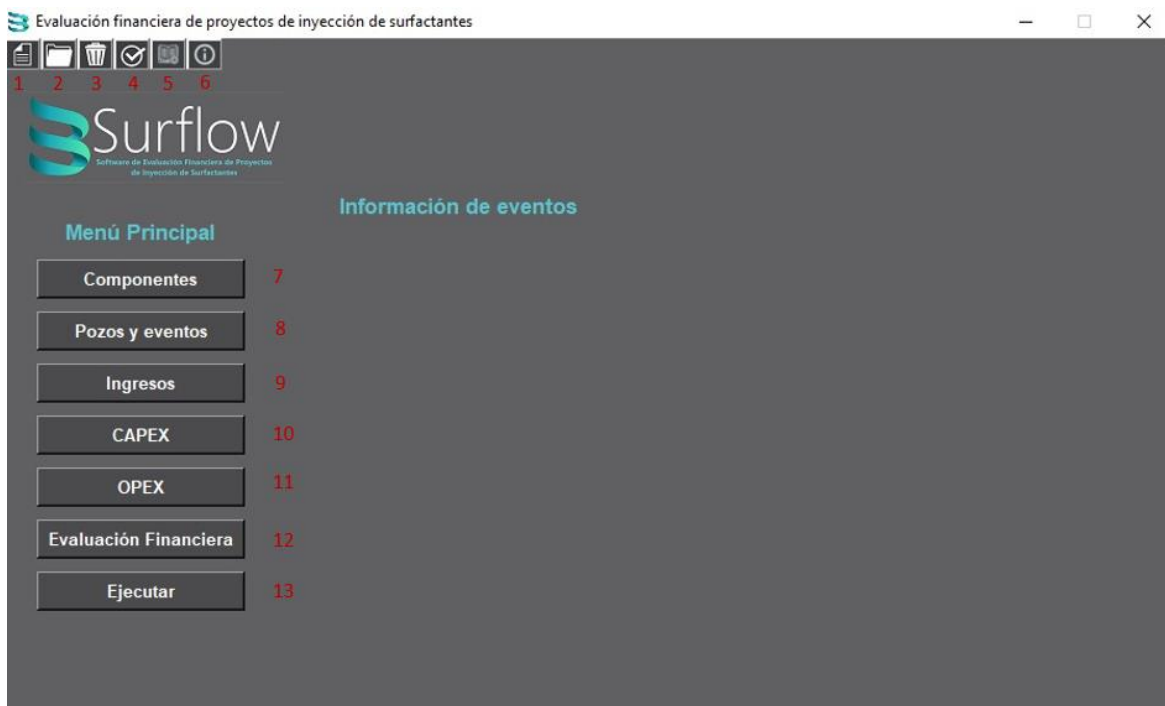 Evaluación financiera de proyectos de inyección de surfactantes
1 2 3 4 5 6
Surflow
Software de Evaluación Financiera de Proyectos
de Inyección de Surfactantes
Información de eventos
Menú Principal
Componentes 7
Pozos y eventos 8
Ingresos 9
CAPEX 10
OPEX 11
Evaluación Financiera 12
Ejecutar 13